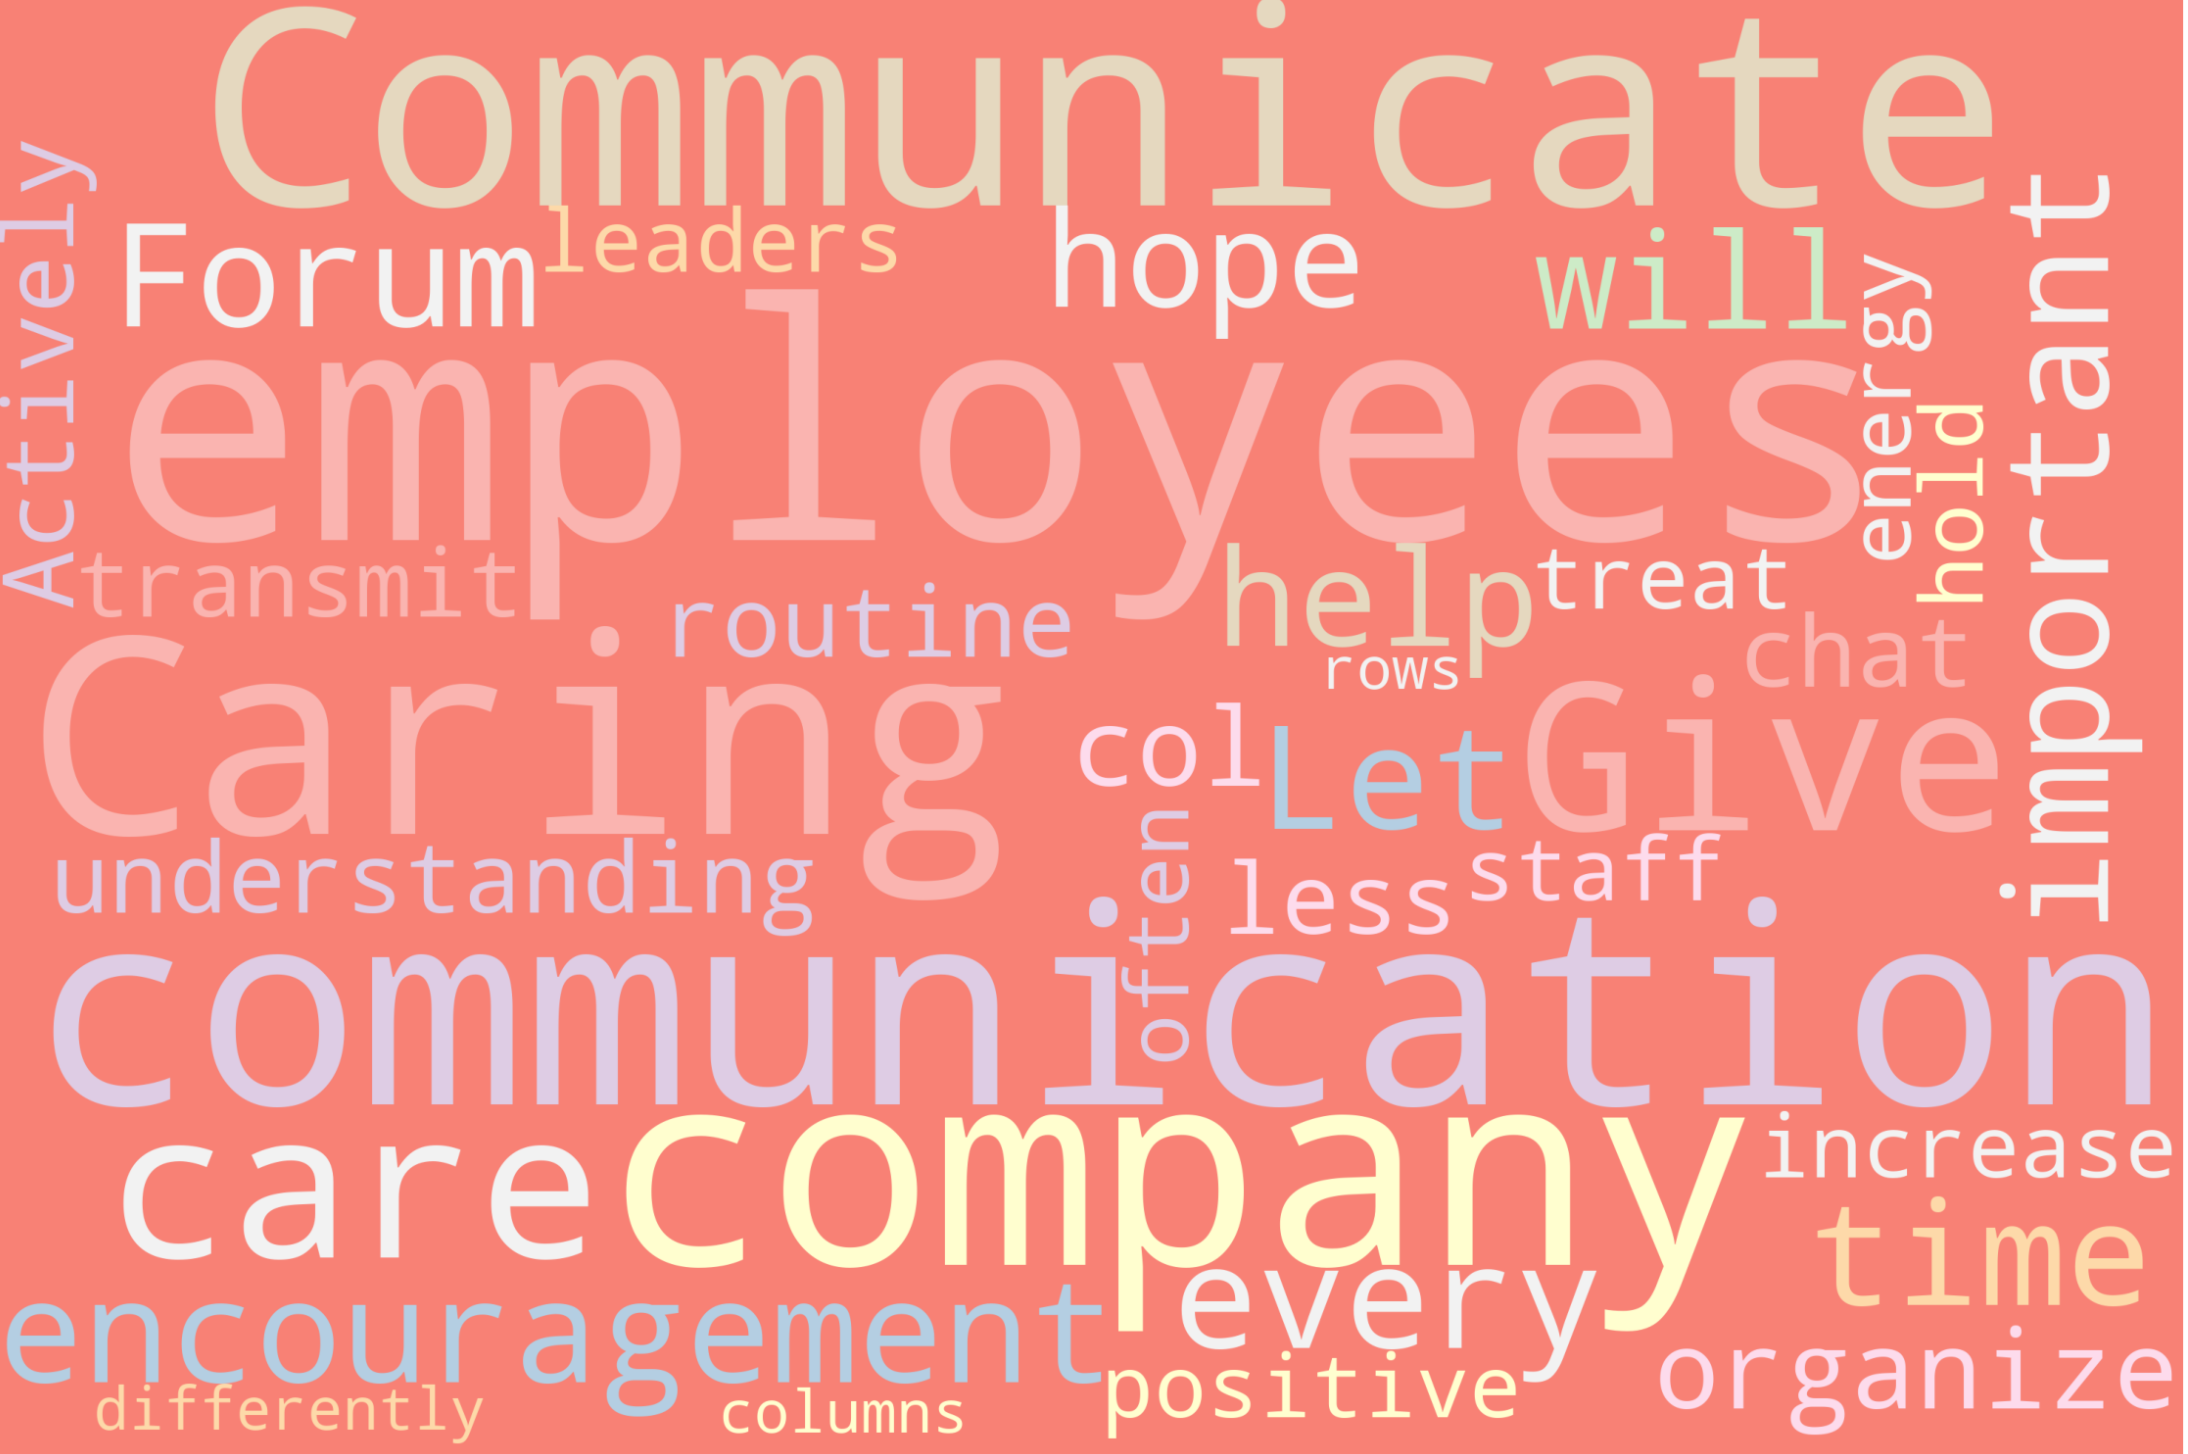 Communicate
Actively
Forum
leaders
hope
will
important
energy
hold
employees
transmit
routine
help
treat
rows
chat
Caring
col
Let
Give
understanding
often
less
staff
communication
care
company
increase
time
encouragement
every
positive
organize
differently
columns